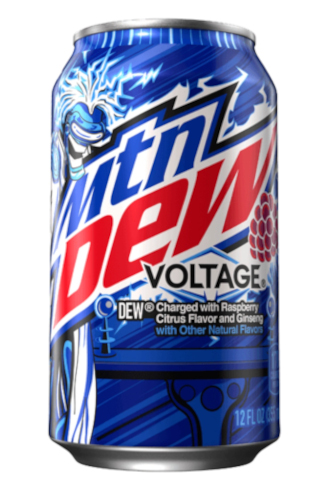 mtn
DEW
VOLTAGE®
DEW® Charged with Raspberry
Citrus Flavor and Ginseng
with Other Natural Flavors
12 FL OZ